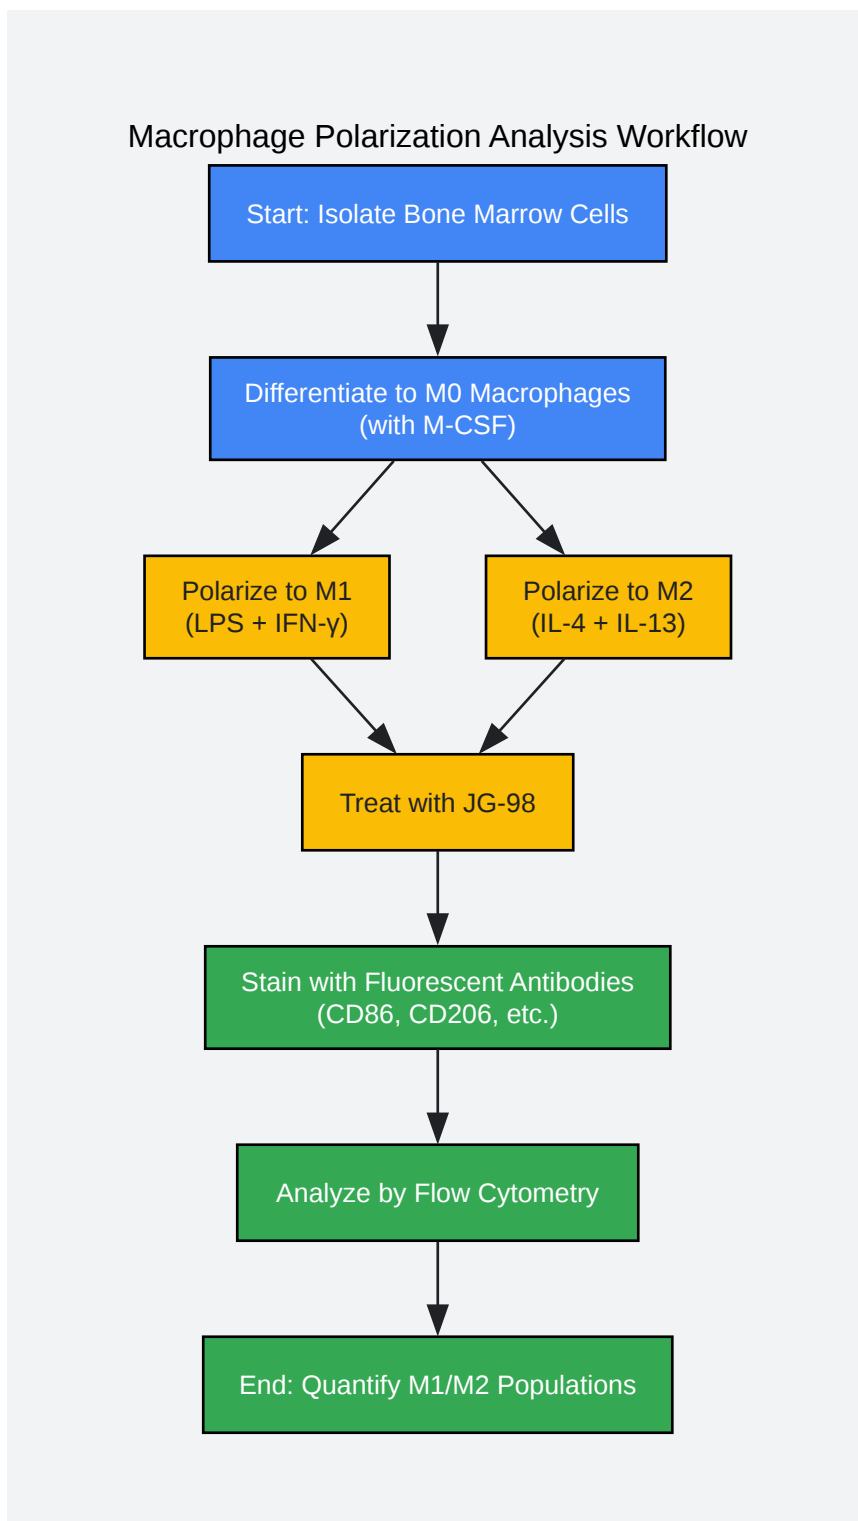 Macrophage Polarization Analysis Workflow
Start: Isolate Bone Marrow Cells
Differentiate to M0 Macrophages
(with M-CSF)
Polarize to M1
(LPS + IFN-γ)
Polarize to M2
(IL-4 + IL-13)
Treat with JG-98
Stain with Fluorescent Antibodies
(CD86, CD206, etc.)
Analyze by Flow Cytometry
End: Quantify M1/M2 Populations